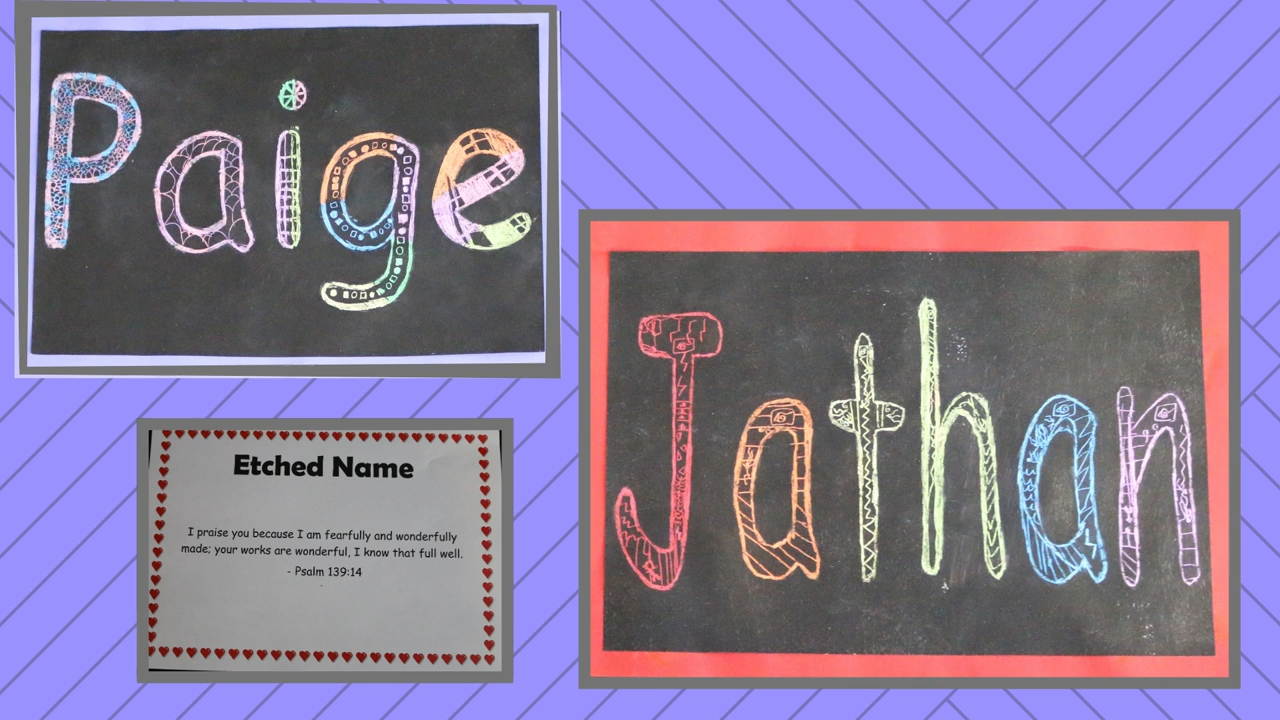 Paige
Jathan
Etched Name
I praise you because I am fearfully and wonderfully
made; your works are wonderful, I know that full well.
- Psalm 139:14